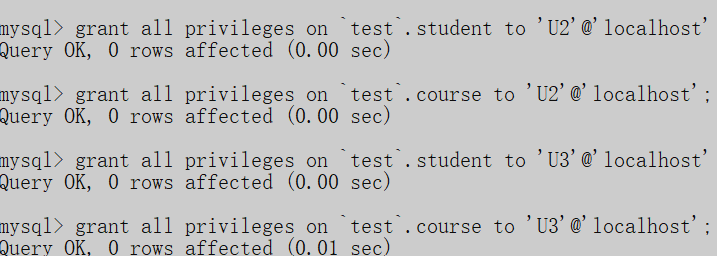 mysql> grant all privileges on `test`.student to 'U2'@'localhost'
Query OK, 0 rows affected (0.00 sec)
mysql> grant all privileges on `test`.course to 'U2'@'localhost';
Query OK, 0 rows affected (0.00 sec)
mysql> grant all privileges on `test`.student to 'U3'@'localhost'
Query OK, 0 rows affected (0.00 sec)
mysql> grant all privileges on `test`.course to 'U3'@'localhost';
Query OK, 0 rows affected (0.01 sec)